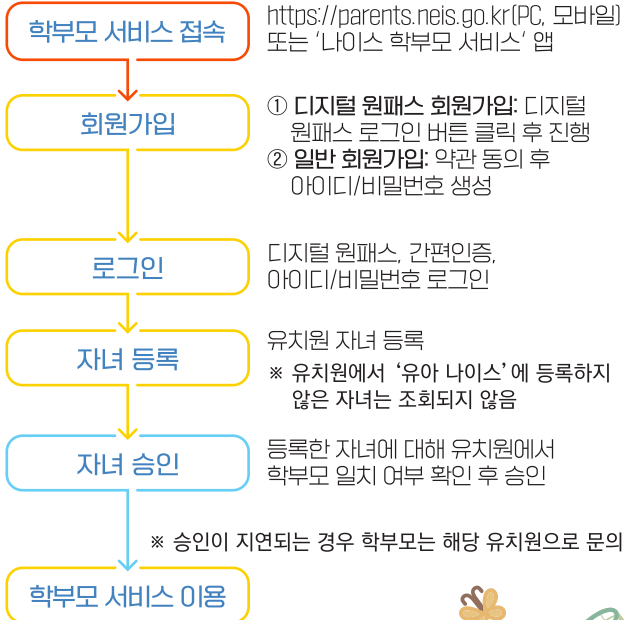 학부모 서비스 접속
https://parents.neis.go.kr(PC, 모바일)
또는 ‘나이스 학부모 서비스‘ 앱
회원가입
① 디지털 원패스 회원가입: 디지털
원패스 로그인 버튼 클릭 후 진행
② 일반 회원가입: 약관 동의 후
아이디/비밀번호 생성
로그인
디지털 원패스, 간편인증,
아이디/비밀번호 로그인
자녀 등록
유치원 자녀 등록
※ 유치원에서 ‘유아 나이스’에 등록하지
않은 자녀는 조회되지 않음
자녀 승인
등록한 자녀에 대해 유치원에서
학부모 일치 여부 확인 후 승인
※ 승인이 지연되는 경우 학부모는 해당 유치원으로 문의
학부모 서비스 이용